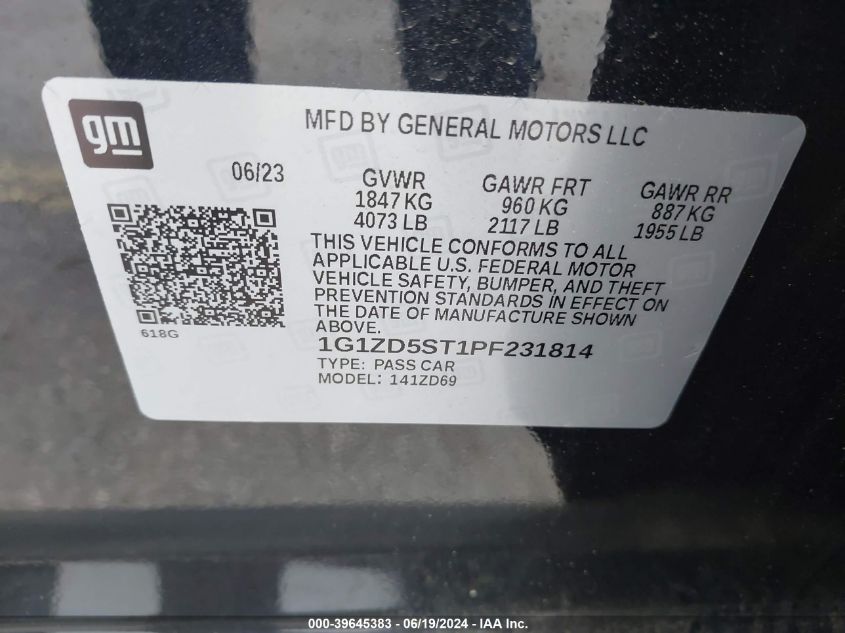 gm
MFD BY GENERAL MOTORS LLC
06/23
GVWR
1847 KG
4073 LB
GAWR FRT
960 KG
2117 LB
GAWR RR
887 KG
1955 LB
THIS VEHICLE CONFORMS TO ALL
APPLICABLE U.S. FEDERAL MOTOR
VEHICLE SAFETY, BUMPER, AND THEFT
PREVENTION STANDARDS IN EFFECT ON
THE DATE OF MANUFACTURE SHOWN
ABOVE.
618G
1G1ZD5ST1PF231814
TYPE: PASS CAR
MODEL: 141ZD69
000-39645383 - 06/19/2024 - IAA Inc.